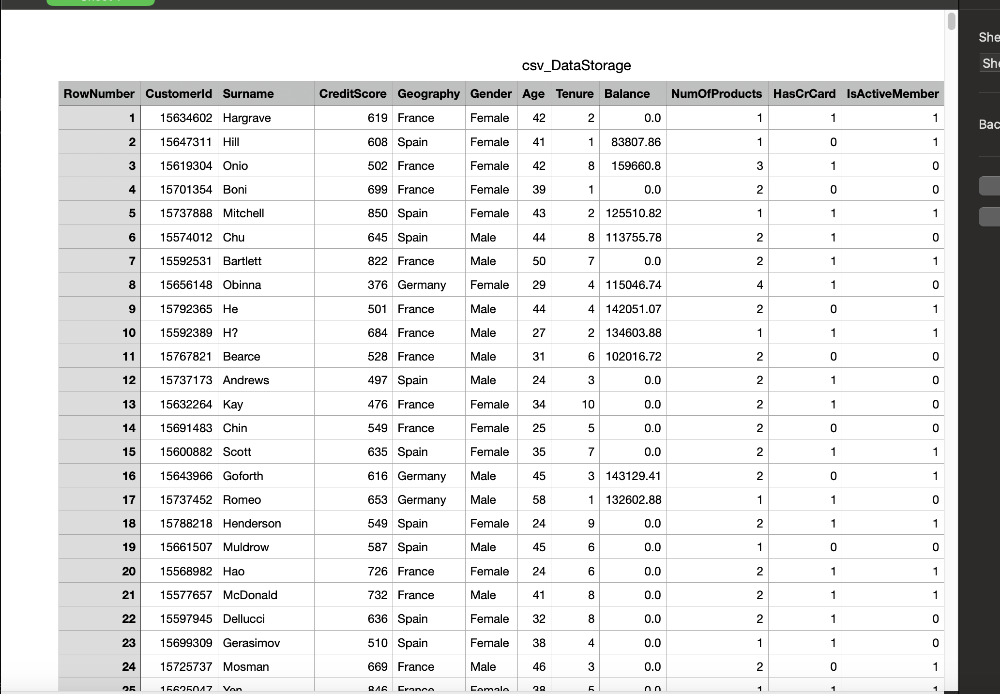 She
csv_DataStorage
She
RowNumber CustomerId Surname CreditScore Geography Gender Age Tenure Balance NumOfProducts HasCrCard IsActiveMember
1 15634602 Hargrave 619 France Female 42 2 0.0 1 1 1
Bac
2 15647311 Hill 608 Spain Female 41 1 83807.86 1 0 1
3 15619304 Onio 502 France Female 42 8 159660.8 3 1 0
4 15701354 Boni 699 France Female 39 1 0.0 2 0 0
5 15737888 Mitchell 850 Spain Female 43 2 125510.82 1 1 1
6 15574012 Chu 645 Spain Male 44 8 113755.78 2 1 0
7 15592531 Bartlett 822 France Male 50 7 0.0 2 1 1
8 15656148 Obinna 376 Germany Female 29 4 115046.74 4 1 0
9 15792365 He 501 France Male 44 4 142051.07 2 0 1
10 15592389 H? 684 France Male 27 2 134603.88 1 1 1
11 15767821 Bearce 528 France Male 31 6 102016.72 2 0 0
12 15737173 Andrews 497 Spain Male 24 3 0.0 2 1 0
13 15632264 Kay 476 France Female 34 10 0.0 2 1 0
14 15691483 Chin 549 France Female 25 5 0.0 2 0 0
15 15600882 Scott 635 Spain Female 35 7 0.0 2 1 1
16 15643966 Goforth 616 Germany Male 45 3 143129.41 2 0 1
17 15737452 Romeo 653 Germany Male 58 1 132602.88 1 1 0
18 15788218 Henderson 549 Spain Female 24 9 0.0 2 1 1
19 15661507 Muldrow 587 Spain Male 45 6 0.0 1 0 0
20 15568982 Hao 726 France Female 24 6 0.0 2 1 1
21 15577657 McDonald 732 France Male 41 8 0.0 2 1 1
22 15597945 Dellucci 636 Spain Female 32 8 0.0 2 1 0
23 15699309 Gerasimov 510 Spain Female 38 4 0.0 1 1 0
24 15725737 Mosman 669 France Male 46 3 0.0 2 0 1
25 15625047 Yen 846 France Female 38 5 0.0 1 1 1